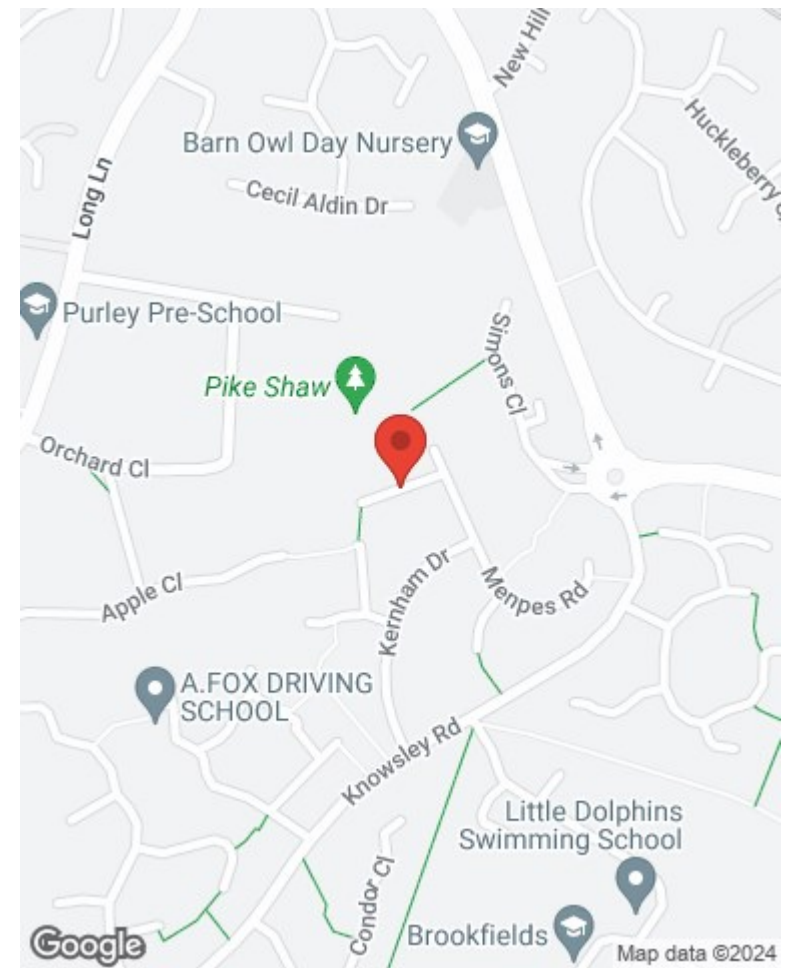 New Hill
Huckleberry
Barn Owl Day Nursery
Cecil Aldin Dr
Long Ln
Purley Pre-School
Simons Cl
Pike Shaw
Orchard Cl
Kernham Dr
Menpes Rd
Apple Cl
A.FOX DRIVING
SCHOOL
Knowsley Rd
Little Dolphins
Swimming School
Condor Cl
Brookfields
Google
Map data ©2024